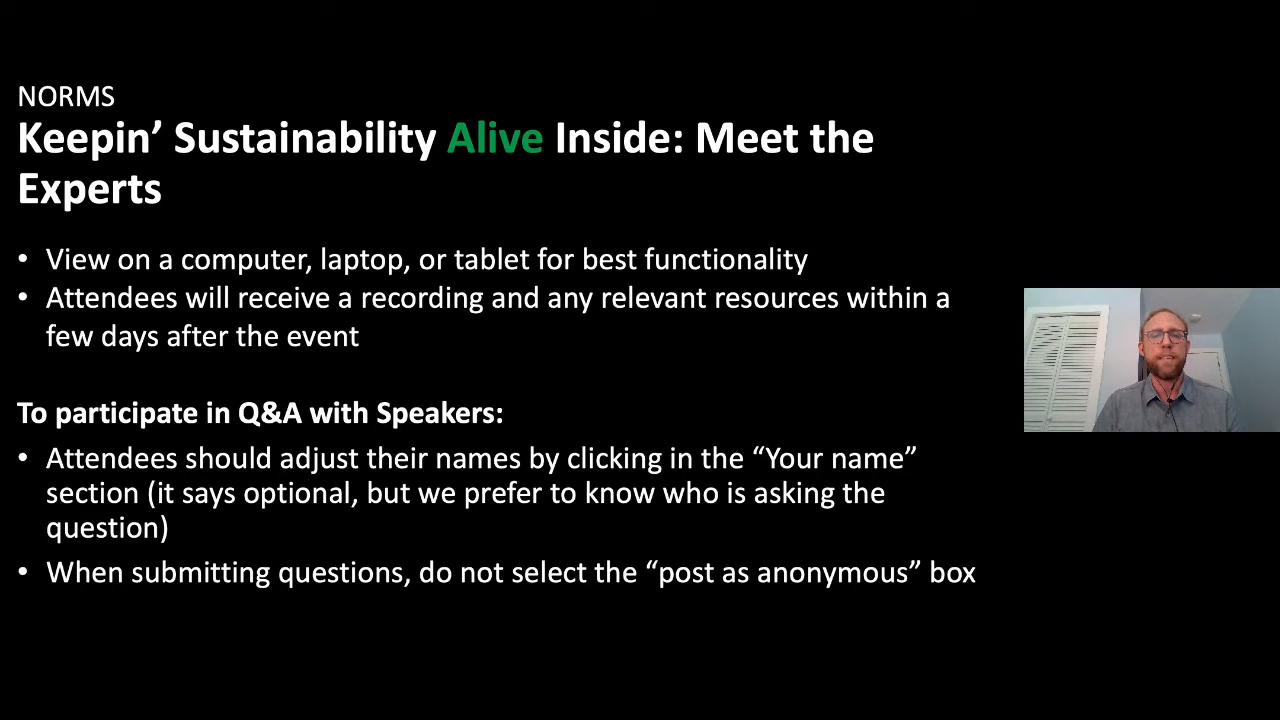 NORMS
Keepin’ Sustainability Alive Inside: Meet the
Experts
• View on a computer, laptop, or tablet for best functionality
• Attendees will receive a recording and any relevant resources within a
few days after the event
To participate in Q&A with Speakers:
• Attendees should adjust their names by clicking in the “Your name”
section (it says optional, but we prefer to know who is asking the
question)
• When submitting questions, do not select the “post as anonymous” box